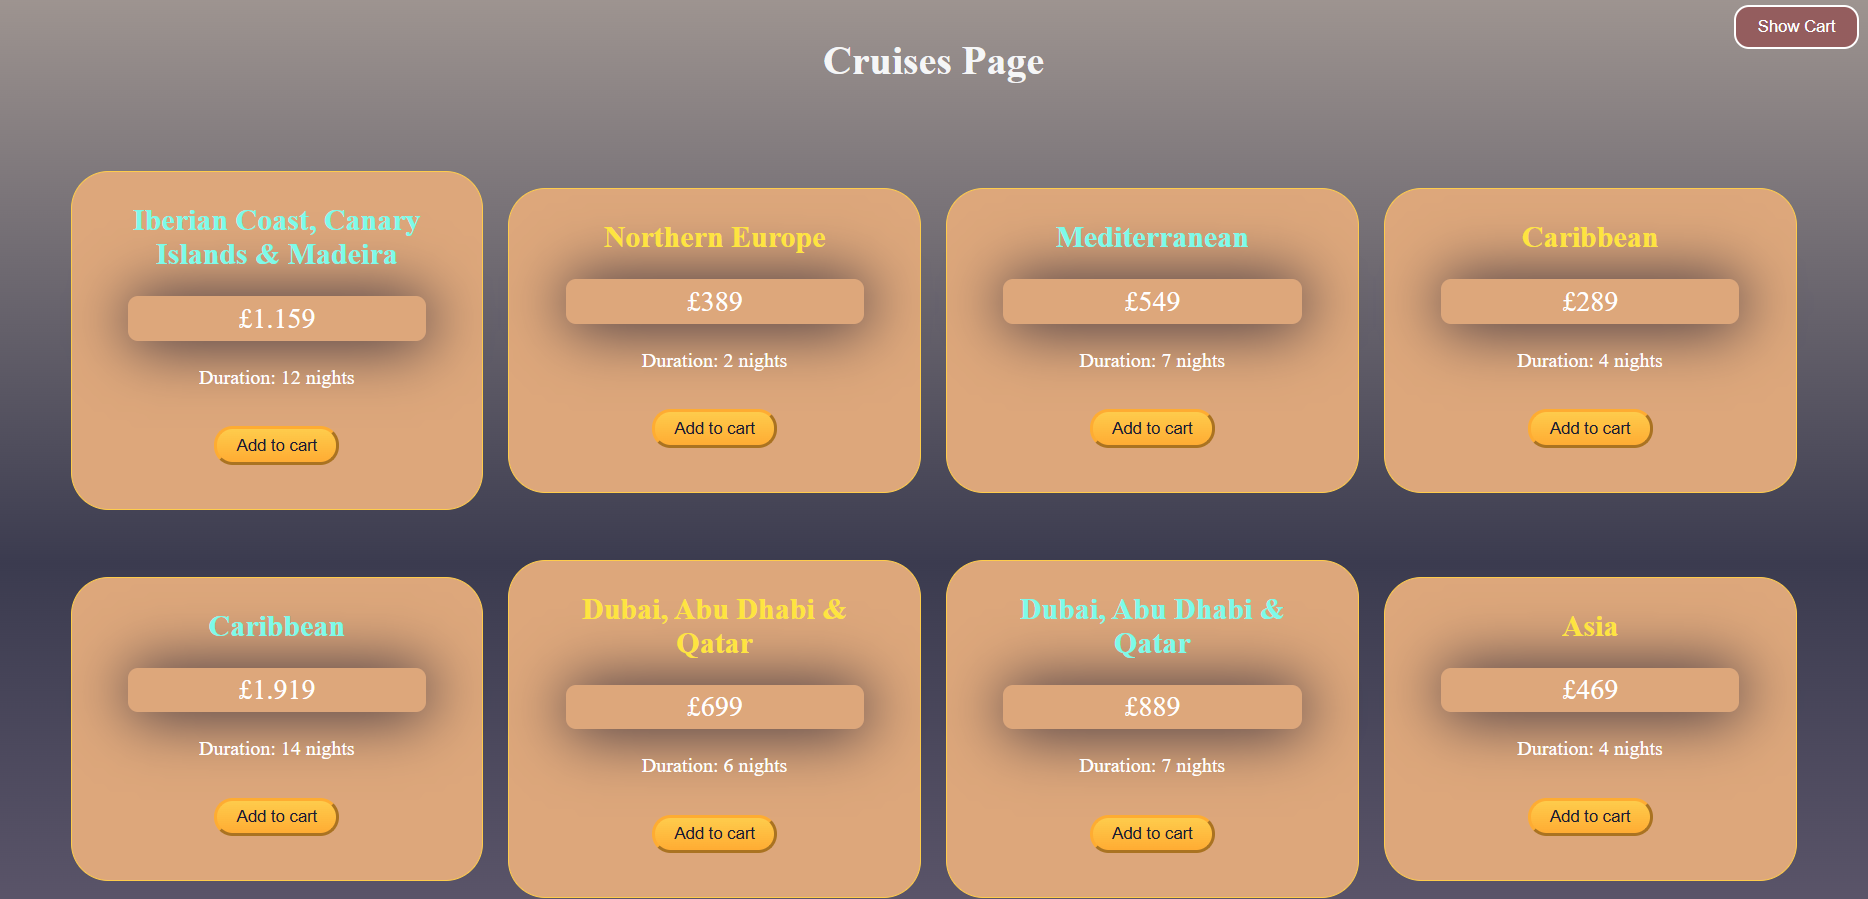 Show Cart
Cruises Page
Iberian Coast, Canary
Islands & Madeira
£1.159
Duration: 12 nights
Add to cart
Northern Europe
£389
Duration: 2 nights
Add to cart
Mediterranean
£549
Duration: 7 nights
Add to cart
Caribbean
£289
Duration: 4 nights
Add to cart
Caribbean
£1.919
Duration: 14 nights
Add to cart
Dubai, Abu Dhabi &
Qatar
£699
Duration: 6 nights
Add to cart
Dubai, Abu Dhabi &
Qatar
£889
Duration: 7 nights
Add to cart
Asia
£469
Duration: 4 nights
Add to cart